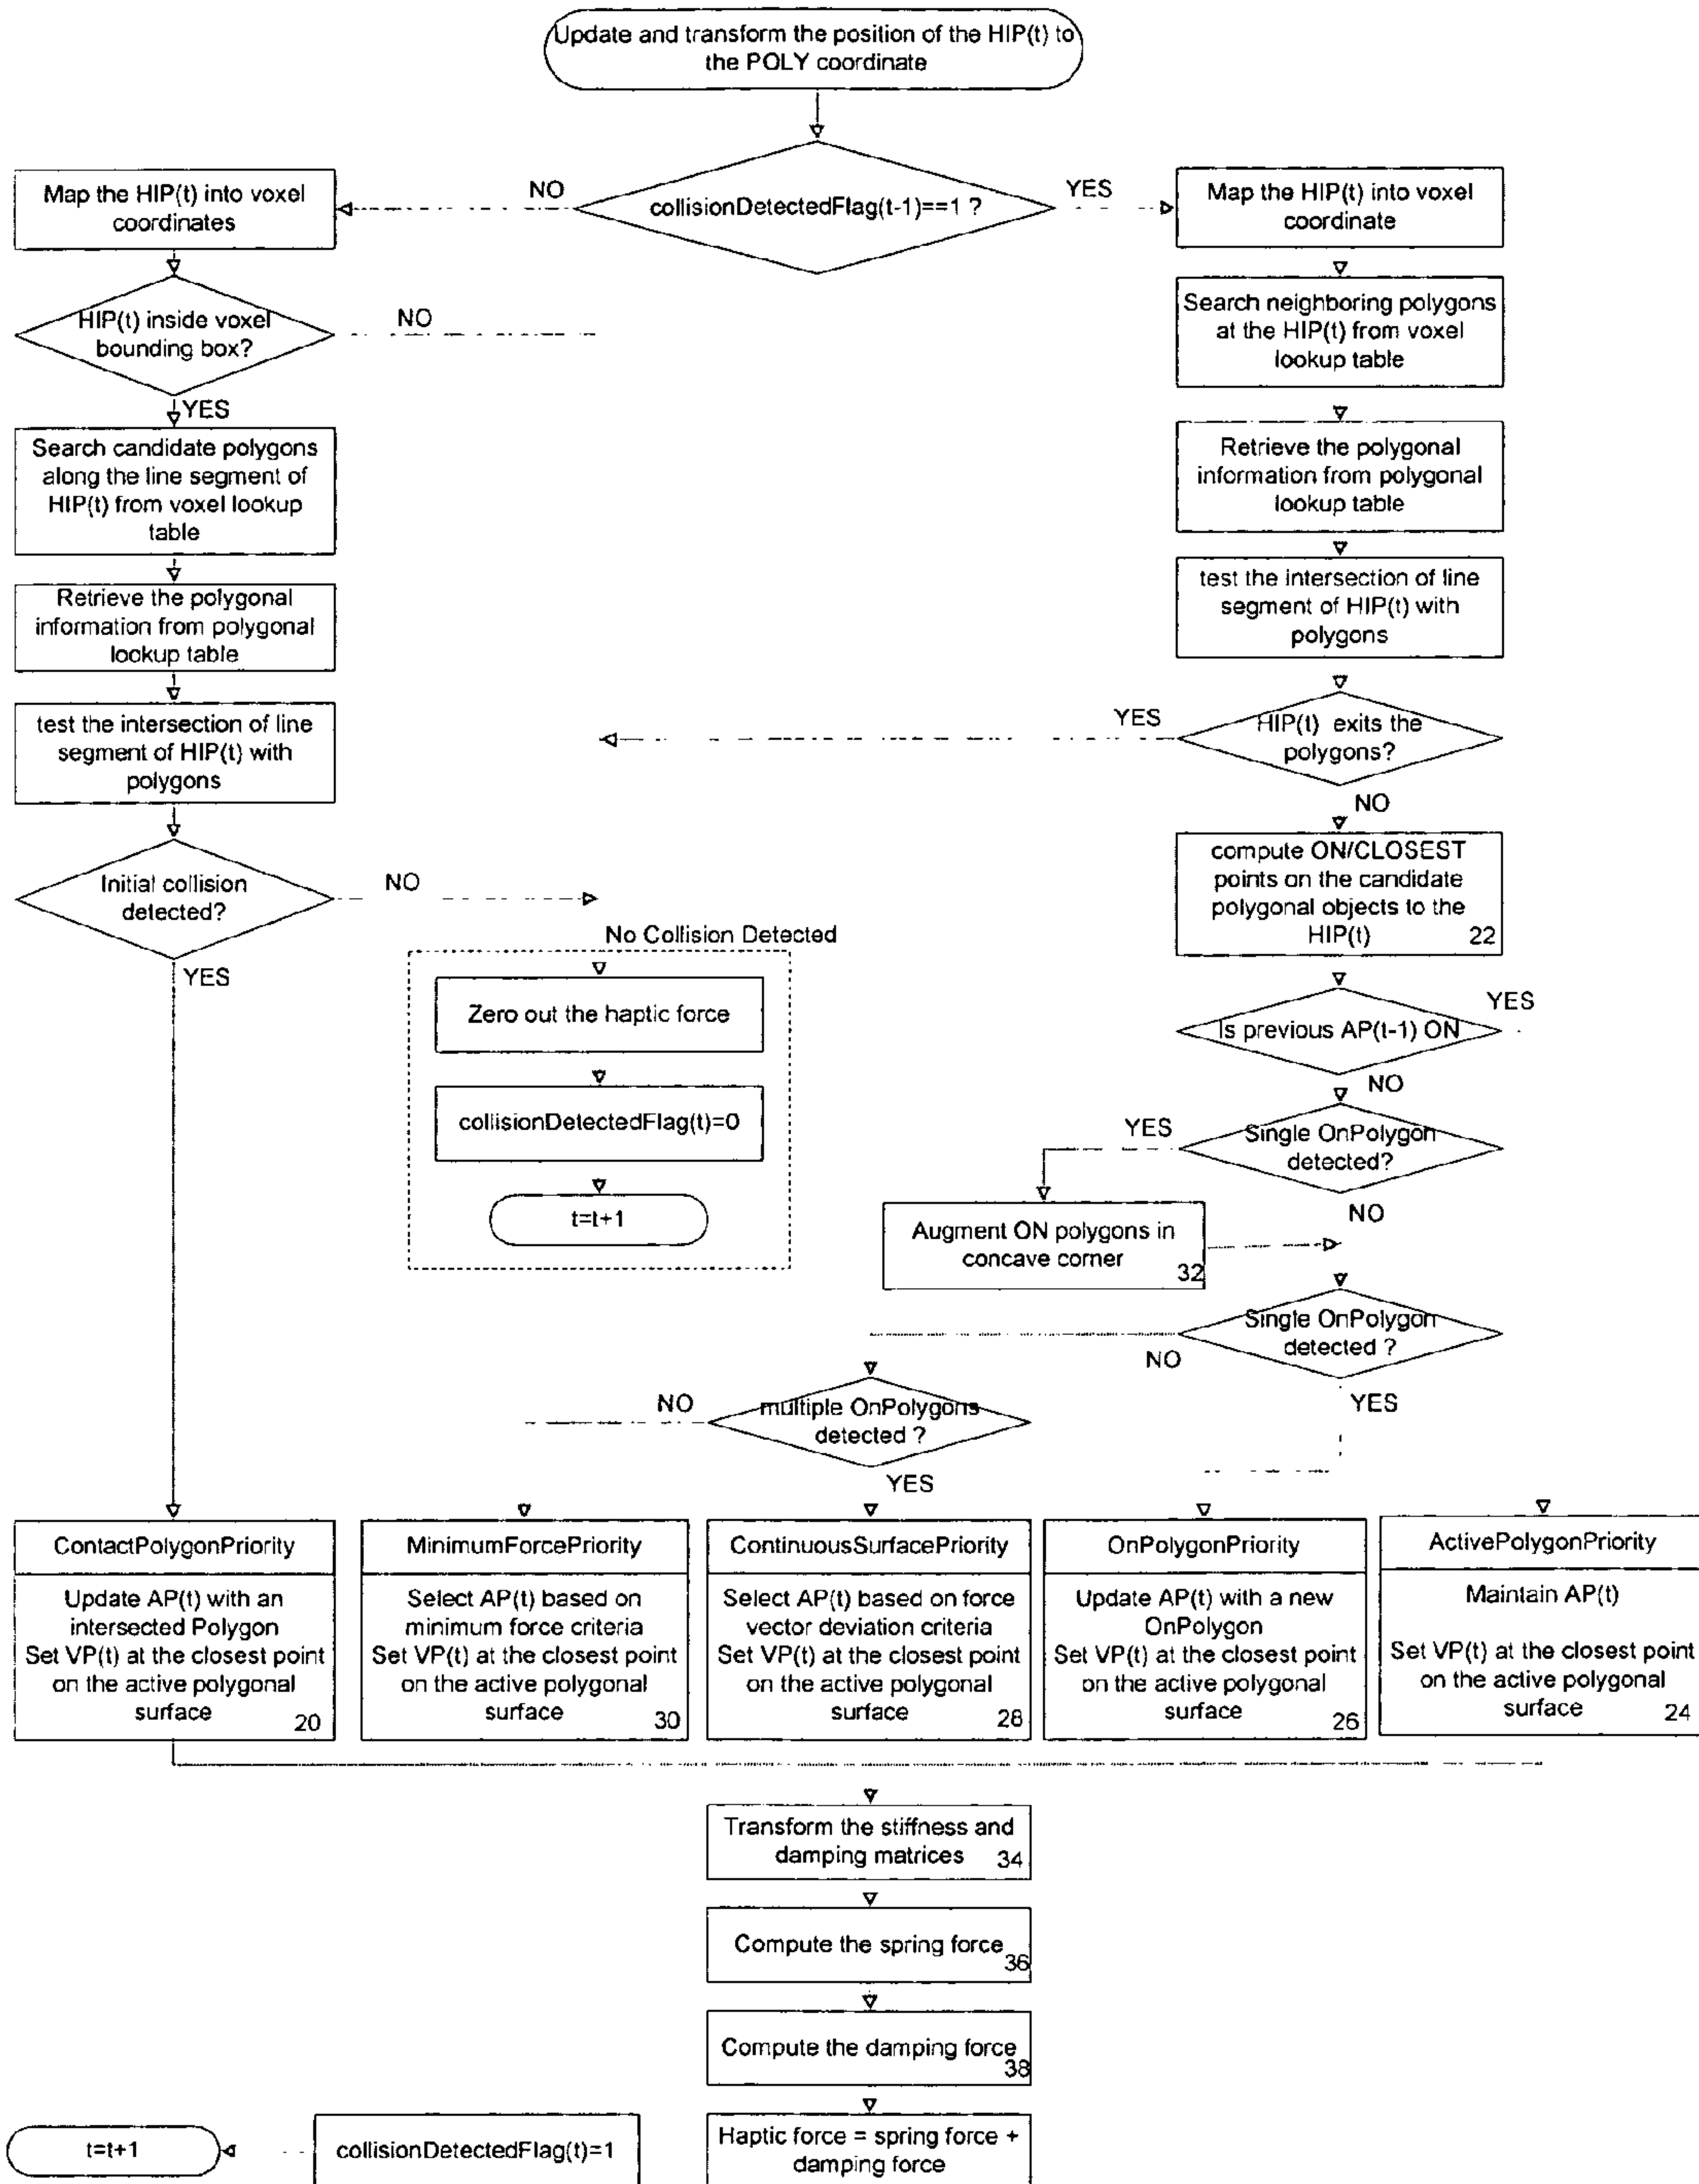 Update and transform the position of the HIP(t) to
the POLY coordinate
collisionDetectedFlag(t-1)==1 ?
NO
YES
Map the HIP(t) into voxel
coordinates
HIP(t) inside voxel
bounding box?
NO
YES
Search candidate polygons
along the line segment of
HIP(t) from voxel lookup
table
Retrieve the polygonal
information from polygonal
lookup table
test the intersection of line
segment of HIP(t) with
polygons
Initial collision
detected?
NO
YES
No Collision Detected
Zero out the haptic force
collisionDetectedFlag(t)=0
t=t+1
Map the HIP(t) into voxel
coordinate
Search neighboring polygons
at the HIP(t) from voxel
lookup table
Retrieve the polygonal
information from polygonal
lookup table
test the intersection of line
segment of HIP(t) with
polygons
HIP(t) exits the
polygons?
YES
NO
compute ON/CLOSEST
points on the candidate
polygonal objects to the
HIP(t)
22
Is previous AP(t-1) ON
YES
NO
Single OnPolygon
detected?
YES
NO
Augment ON polygons in
concave corner
32
Single OnPolygon
detected ?
NO
YES
multiple OnPolygons
detected ?
NO
YES
ContactPolygonPriority
Update AP(t) with an
intersected Polygon
Set VP(t) at the closest point
on the active polygonal
surface
20
MinimumForcePriority
Select AP(t) based on
minimum force criteria
Set VP(t) at the closest point
on the active polygonal
surface
30
ContinuousSurfacePriority
Select AP(t) based on force
vector deviation criteria
Set VP(t) at the closest point
on the active polygonal
surface
28
OnPolygonPriority
Update AP(t) with a new
OnPolygon
Set VP(t) at the closest point
on the active polygonal
surface
26
ActivePolygonPriority
Maintain AP(t)
Set VP(t) at the closest point
on the active polygonal
surface
24
Transform the stiffness and
damping matrices
34
Compute the spring force
36
Compute the damping force
38
Haptic force = spring force +
damping force
collisionDetectedFlag(t)=1
t=t+1